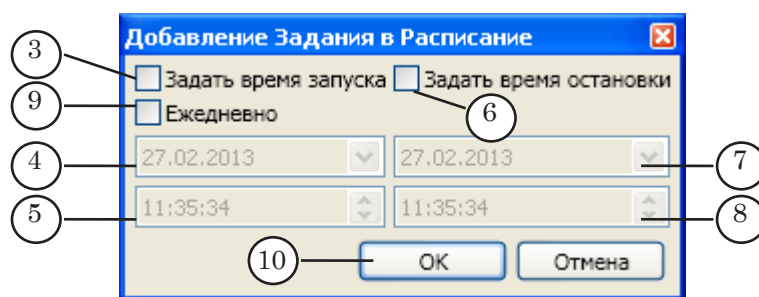 Добавление Задания в Расписание
3 Задать время запуска Задать время остановки
9 Ежедневно 6
4 27.02.2013 27.02.2013 7
5 11:35:34 11:35:34 8
10 OK Отмена